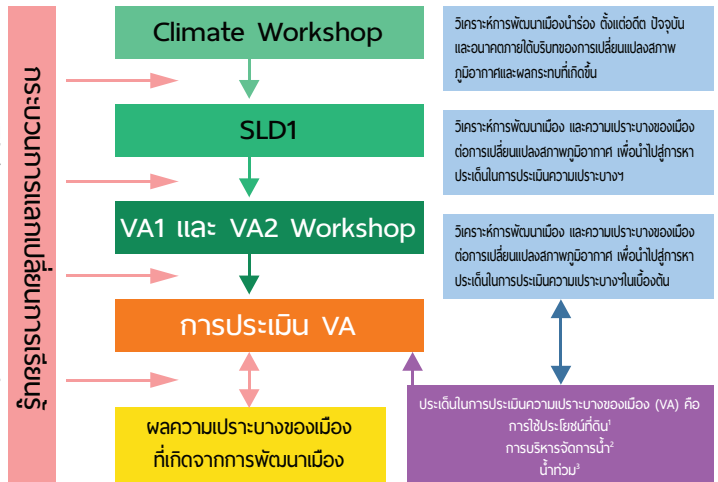 กระบวนการแลกเปลี่ยนการเรียนรู้
Climate Workshop
วิเคราะห์การพัฒนาเมืองนำร่อง ตั้งแต่อดีต ปัจจุบัน
และอนาคตภายใต้บริบทของการเปลี่ยนแปลงสภาพ
ภูมิอากาศและผลกระทบที่เกิดขึ้น
SLD1
วิเคราะห์การพัฒนาเมือง และความเปราะบางของเมือง
ต่อการเปลี่ยนแปลงสภาพภูมิอากาศ เพื่อนำไปสู่การหา
ประเด็นในการประเมินความเปราะบางฯ
VA1 และ VA2 Workshop
วิเคราะห์การพัฒนาเมือง และความเปราะบางของเมือง
ต่อการเปลี่ยนแปลงสภาพภูมิอากาศ เพื่อนำไปสู่การหา
ประเด็นในการประเมินความเปราะบางฯในเบื้องต้น
การประเมิน VA
ผลความเปราะบางของเมือง
ที่เกิดจากการพัฒนาเมือง
ประเด็นในการประเมินความเปราะบางของเมือง (VA) คือ
การใช้ประโยชน์ที่ดิน¹
การบริหารจัดการน้ำ²
น้ำท่วม³